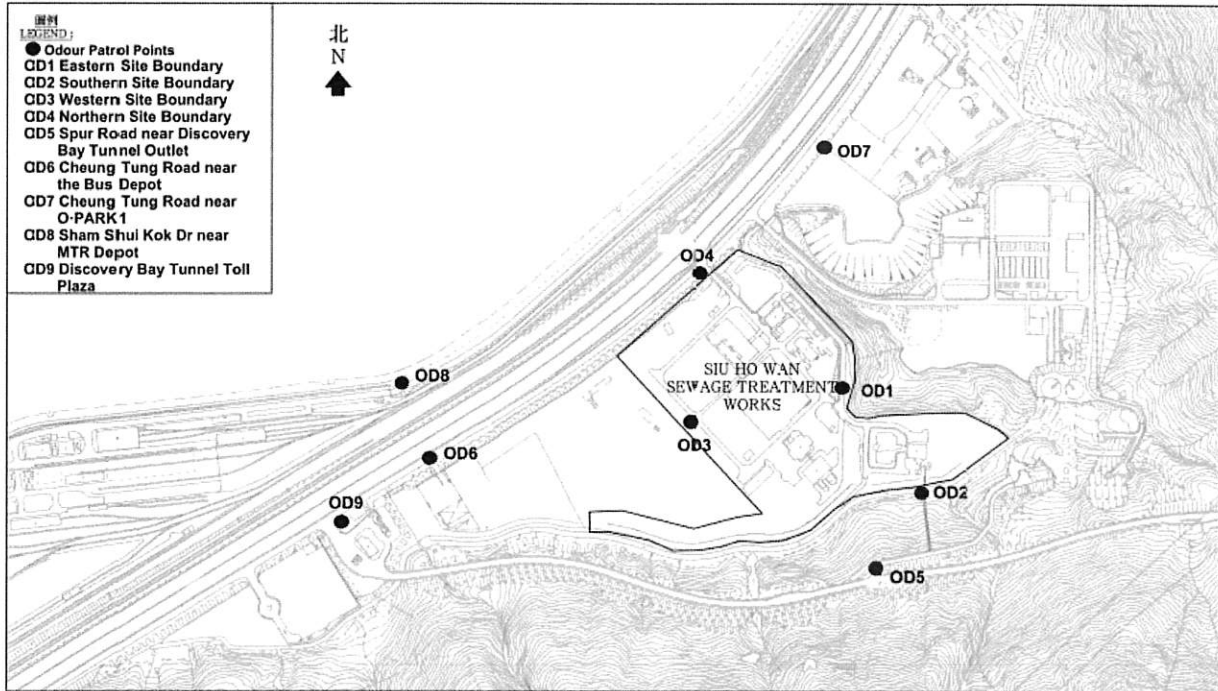 圖例
LEGEND :
Odour Patrol Points
OD1 Eastern Site Boundary
OD2 Southern Site Boundary
OD3 Western Site Boundary
OD4 Northern Site Boundary
OD5 Spur Road near Discovery
Bay Tunnel Outlet
OD6 Cheung Tung Road near
the Bus Depot
OD7 Cheung Tung Road near
O·PARK1
OD8 Sham Shui Kok Dr near
MTR Depot
OD9 Discovery Bay Tunnel Toll
Plaza
北
N
OD7
OD4
OD8
SIU HO WAN
SEWAGE TREATMENT
WORKS
OD1
OD3
OD6
OD2
OD9
OD5